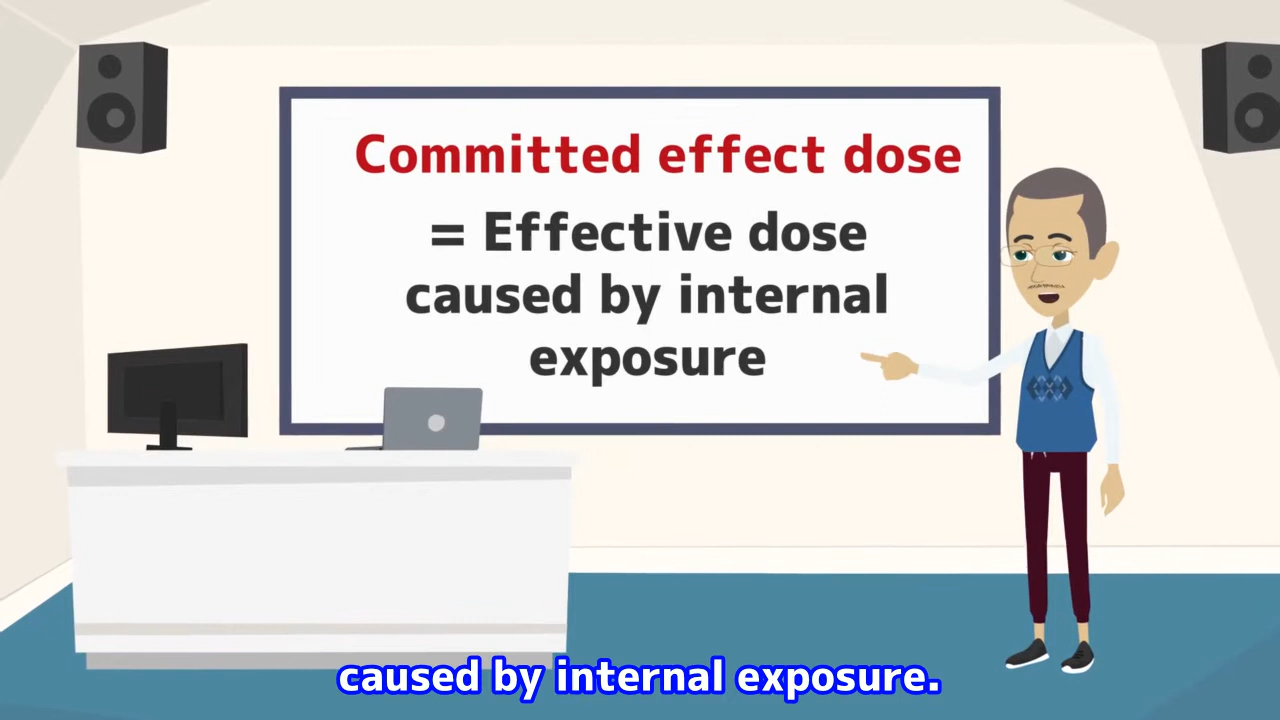 Committed effect dose
= Effective dose
caused by internal
exposure
caused by internal exposure.